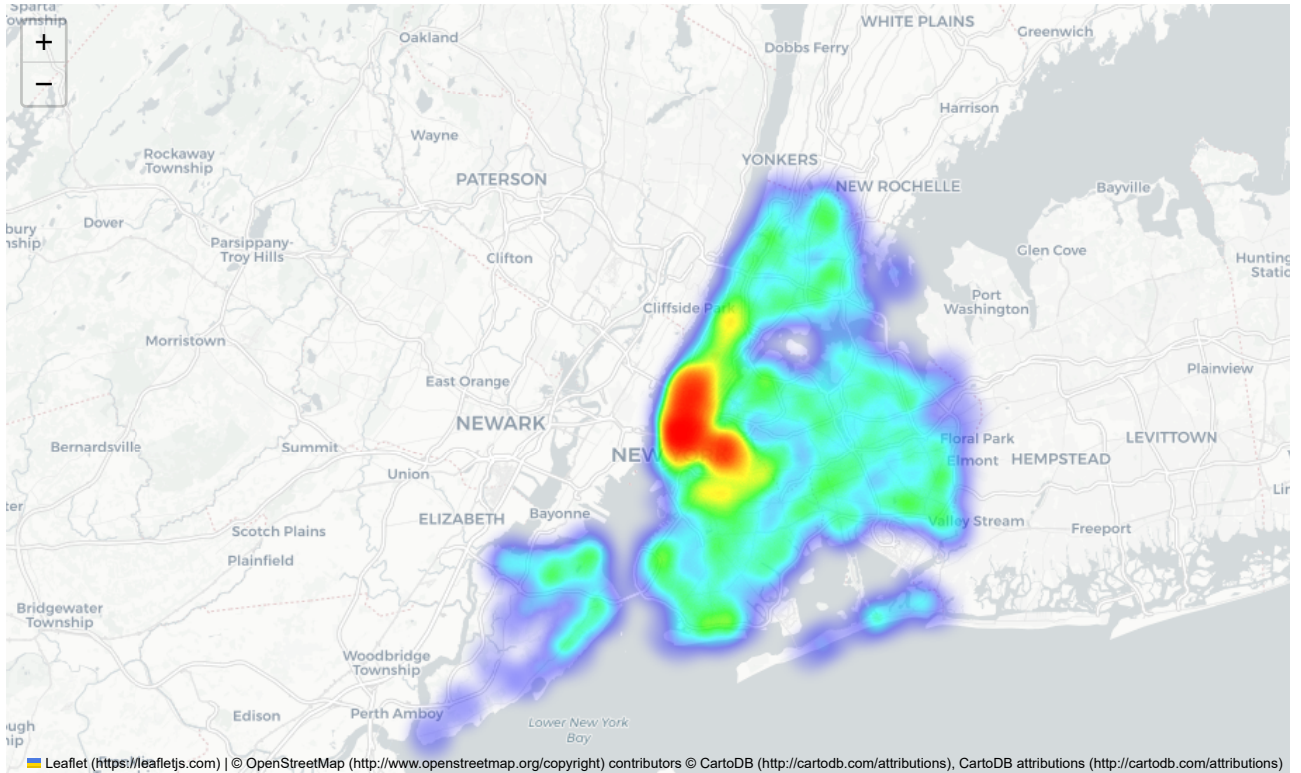 Sparta
Township
+
−
Oakland
WHITE PLAINS
Greenwich
Dobbs Ferry
Harrison
Wayne
Rockaway
Township
YONKERS
PATERSON
NEW ROCHELLE
Bayville
Dover
Parsippany-
Troy Hills
Clifton
Glen Cove
Port
Washington
Cliffside Park
Morristown
East Orange
Plainview
NEWARK
Bernardsville
Summit
NEW
Floral Park
LEVITTOWN
Elmont
HEMPSTEAD
Union
ELIZABETH
Bayonne
Valley Stream
Freeport
Scotch Plains
Plainfield
Bridgewater
Township
Woodbridge
Township
Edison
Perth Amboy
Lower New York
Bay
Leaflet (https://leafletjs.com) | © OpenStreetMap (http://www.openstreetmap.org/copyright) contributors © CartoDB (http://cartodb.com/attributions), CartoDB attributions (http://cartodb.com/attributions)